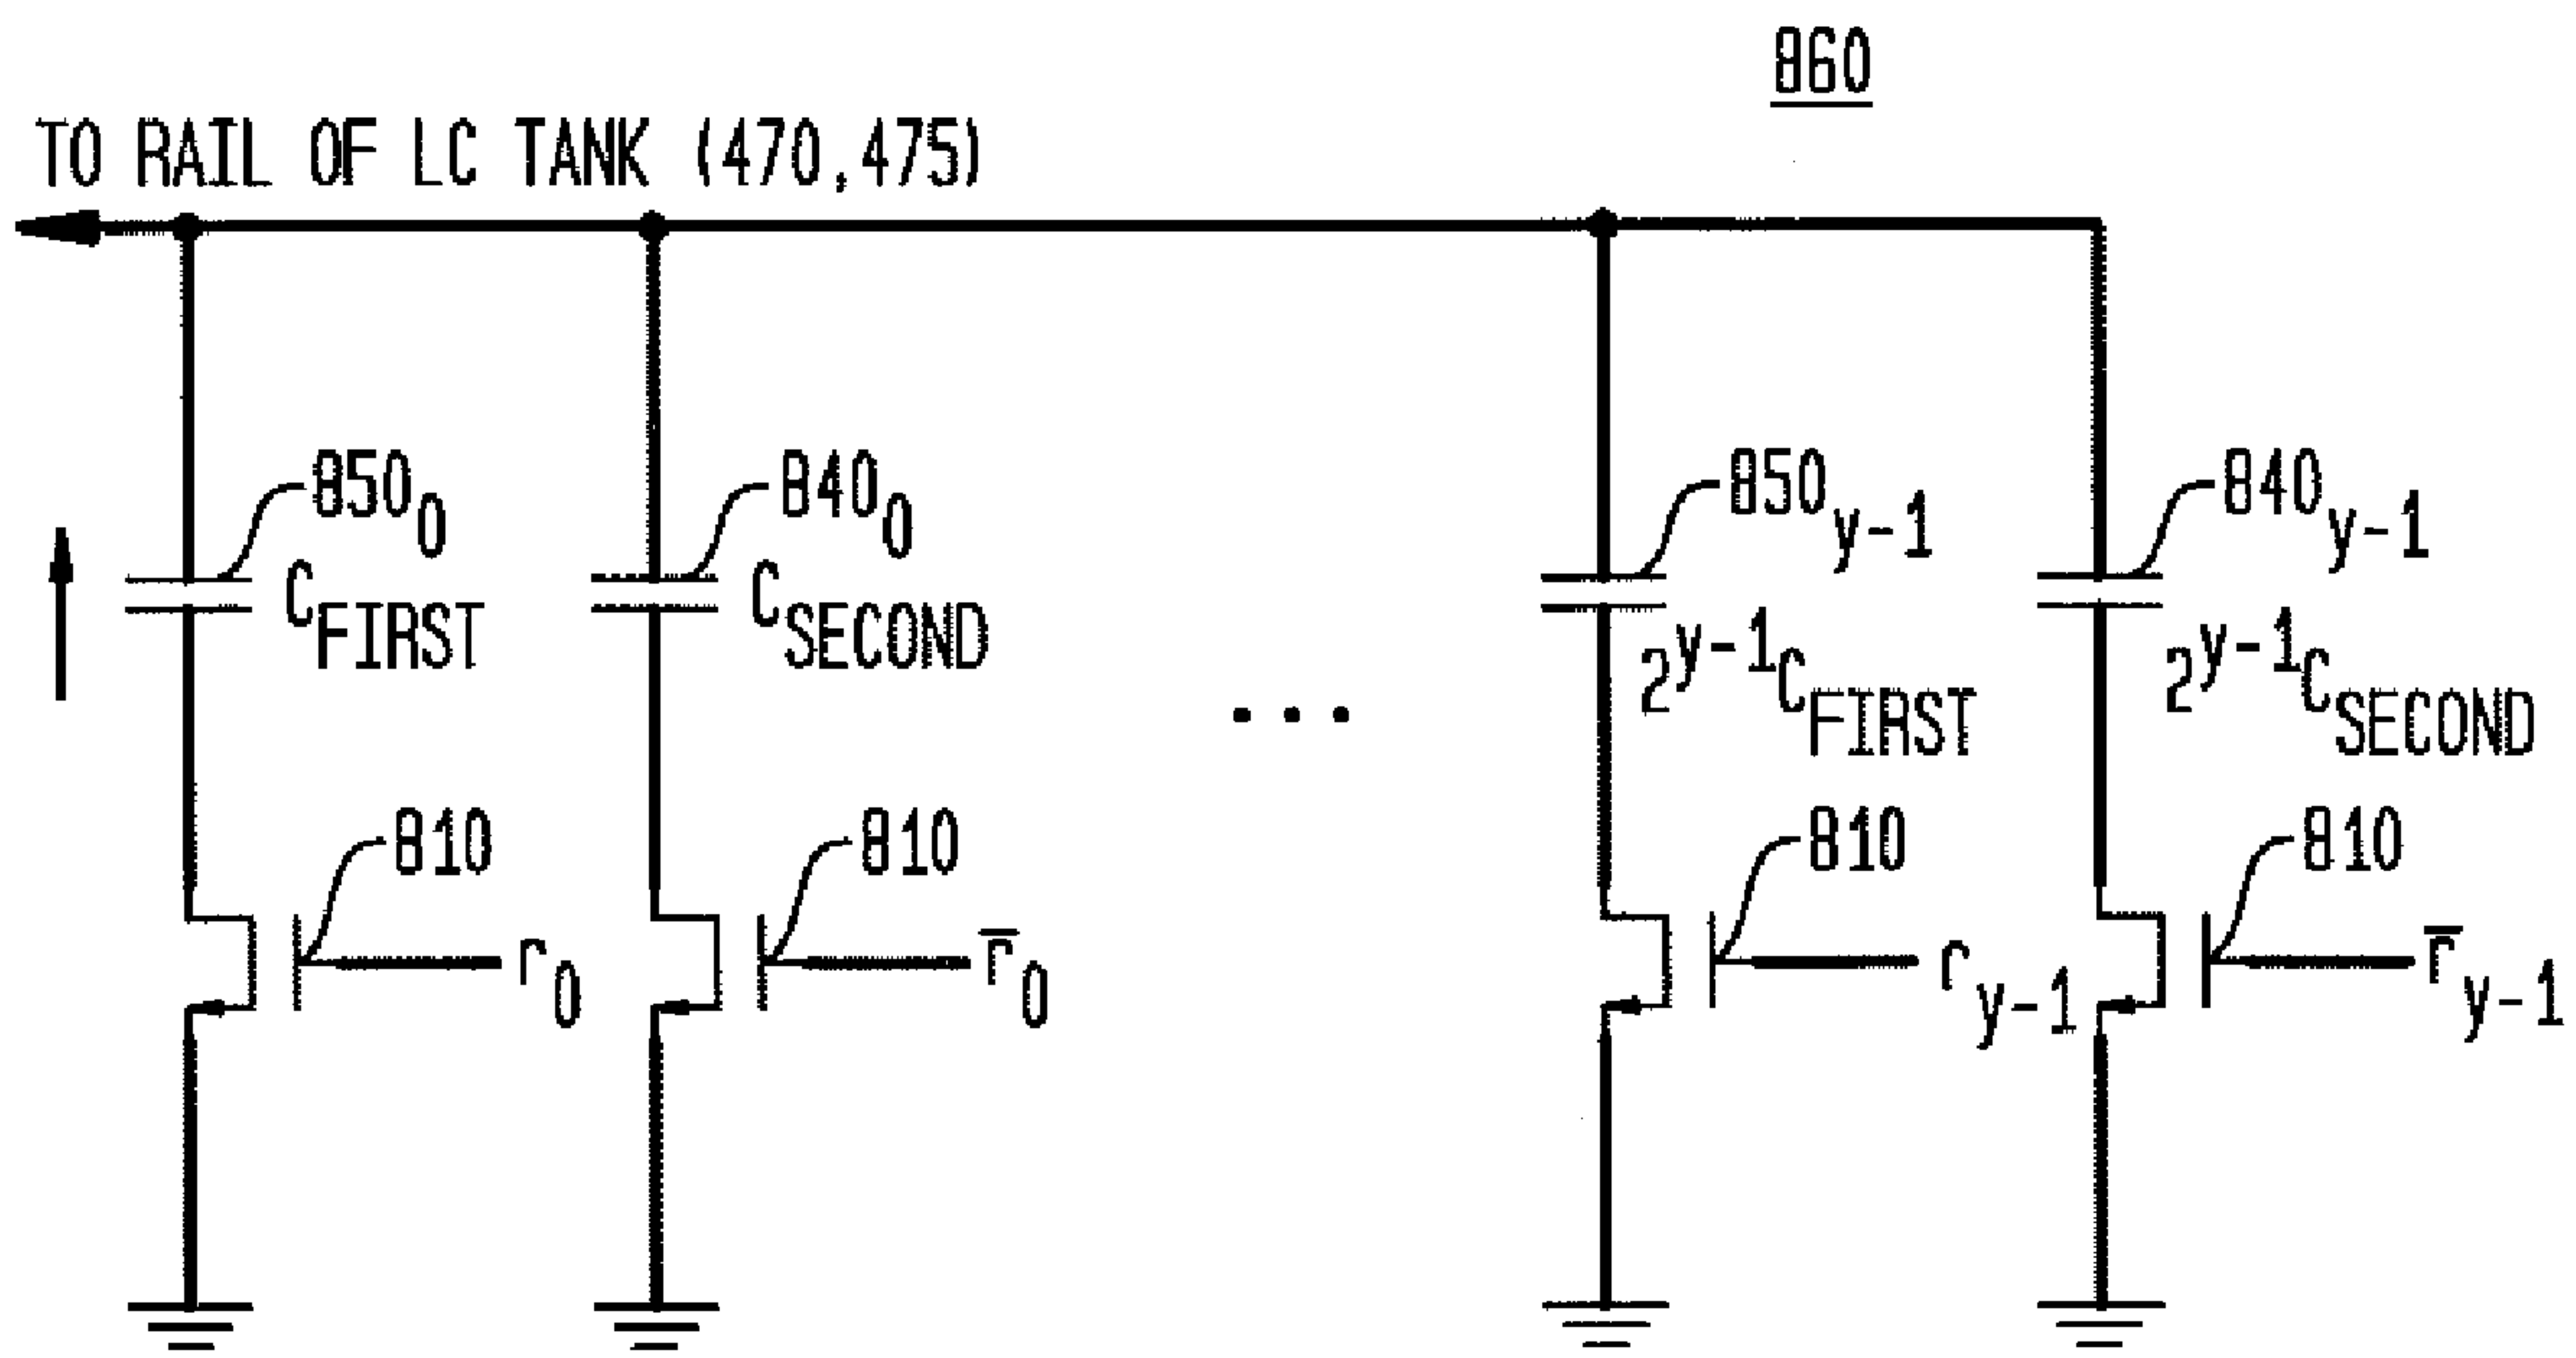 860
TO RAIL OF LC TANK (470,475)
850₀
C_FIRST
840₀
C_SECOND
850_y-1
2^y-1 C_FIRST
840_y-1
2^y-1 C_SECOND
...
810
r₀
810
r̅₀
810
r_y-1
810
r̅_y-1